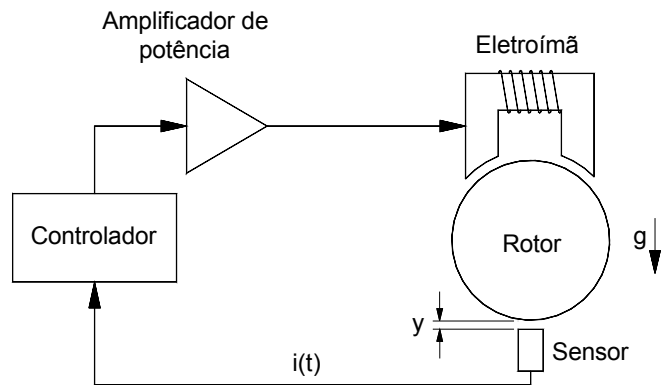 Amplificador de
potência
Eletroímã
Controlador
Rotor
g
y
Sensor
i(t)